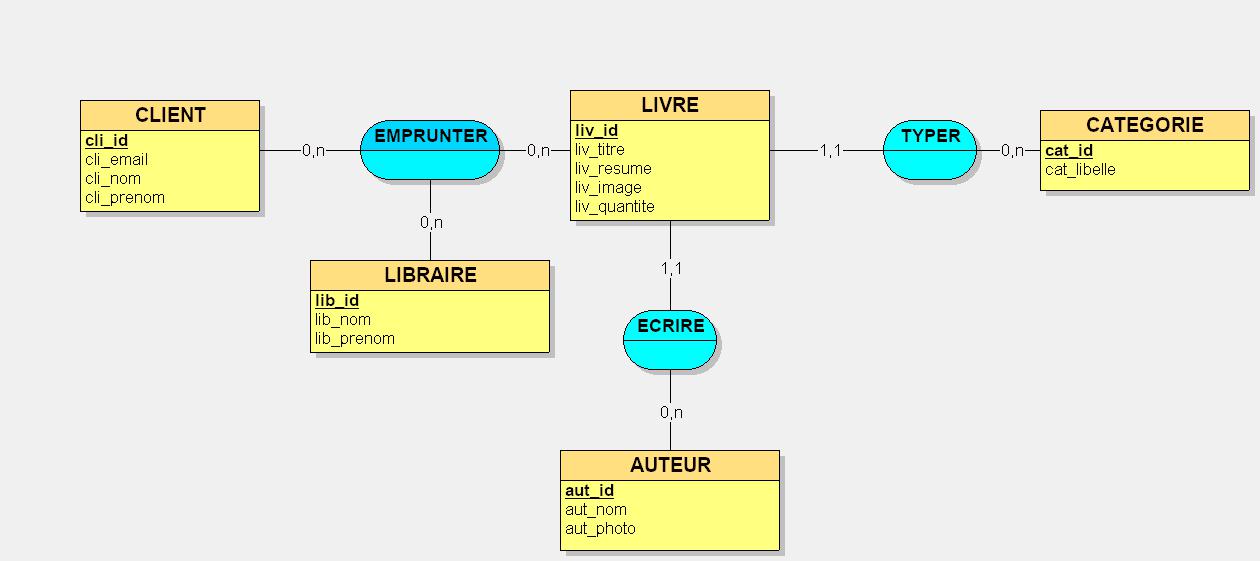 CLIENT
cli_id
cli_email
cli_nom
cli_prenom
0,n
EMPRUNTER
0,n
LIVRE
liv_id
liv_titre
liv_resume
liv_image
liv_quantite
1,1
TYPER
0,n
CATEGORIE
cat_id
cat_libelle
0,n
LIBRAIRE
lib_id
lib_nom
lib_prenom
1,1
ECRIRE
0,n
AUTEUR
aut_id
aut_nom
aut_photo